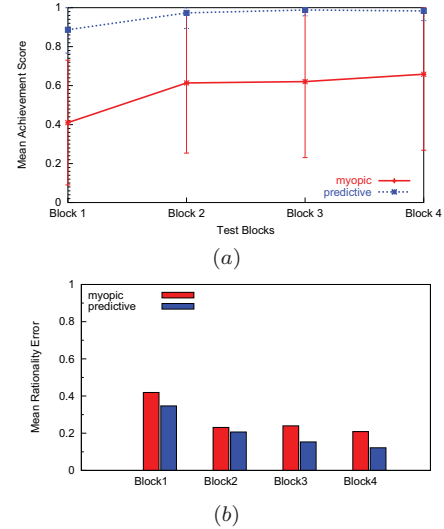 Mean Achievement Score
1
0.8
0.6
0.4
0.2
0
myopic
predictive
Block 1 Block 2 Block 3 Block 4
Test Blocks
(a)
Mean Rationality Error
1
0.8
0.6
0.4
0.2
0
myopic
predictive
Block1 Block2 Block3 Block4
(b)